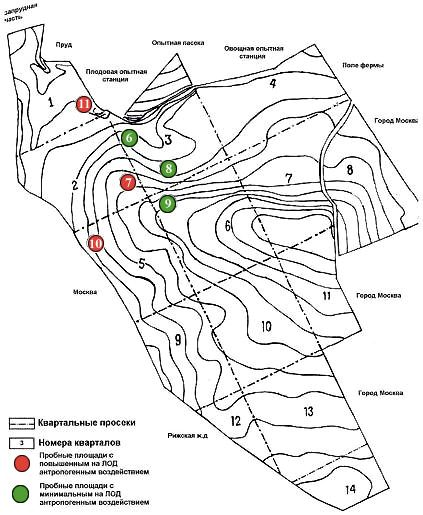 запрудная
часть
Пруд
Опытная пасека
Плодовая опытная
станция
Овощная опытная
станция
Поле фермы
Город Москва
1
11
4
6
3
8
2
7
7
8
9
6
10
5
Москва
11
Город Москва
10
9
Город Москва
12
13
Рижская ж.д
14
Квартальные просеки
3 Номера кварталов
Пробные площади с
повышенным на ЛОД
антропогенным воздействием
Пробные площади с
минимальным на ЛОД
антропогенным воздействием